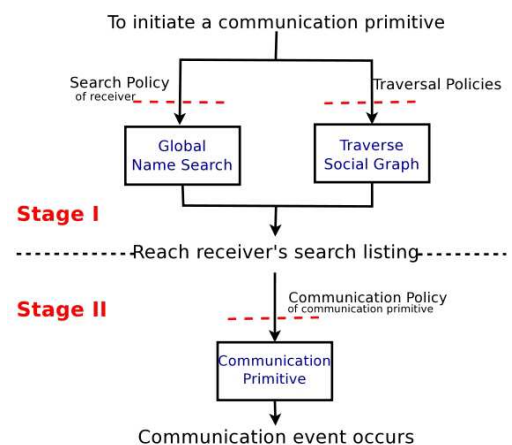 To initiate a communication primitive
Search Policy
of receiver
Traversal Policies
Global
Name Search
Traverse
Social Graph
Stage I
Reach receiver's search listing
Stage II
Communication Policy
of communication primitive
Communication
Primitive
Communication event occurs